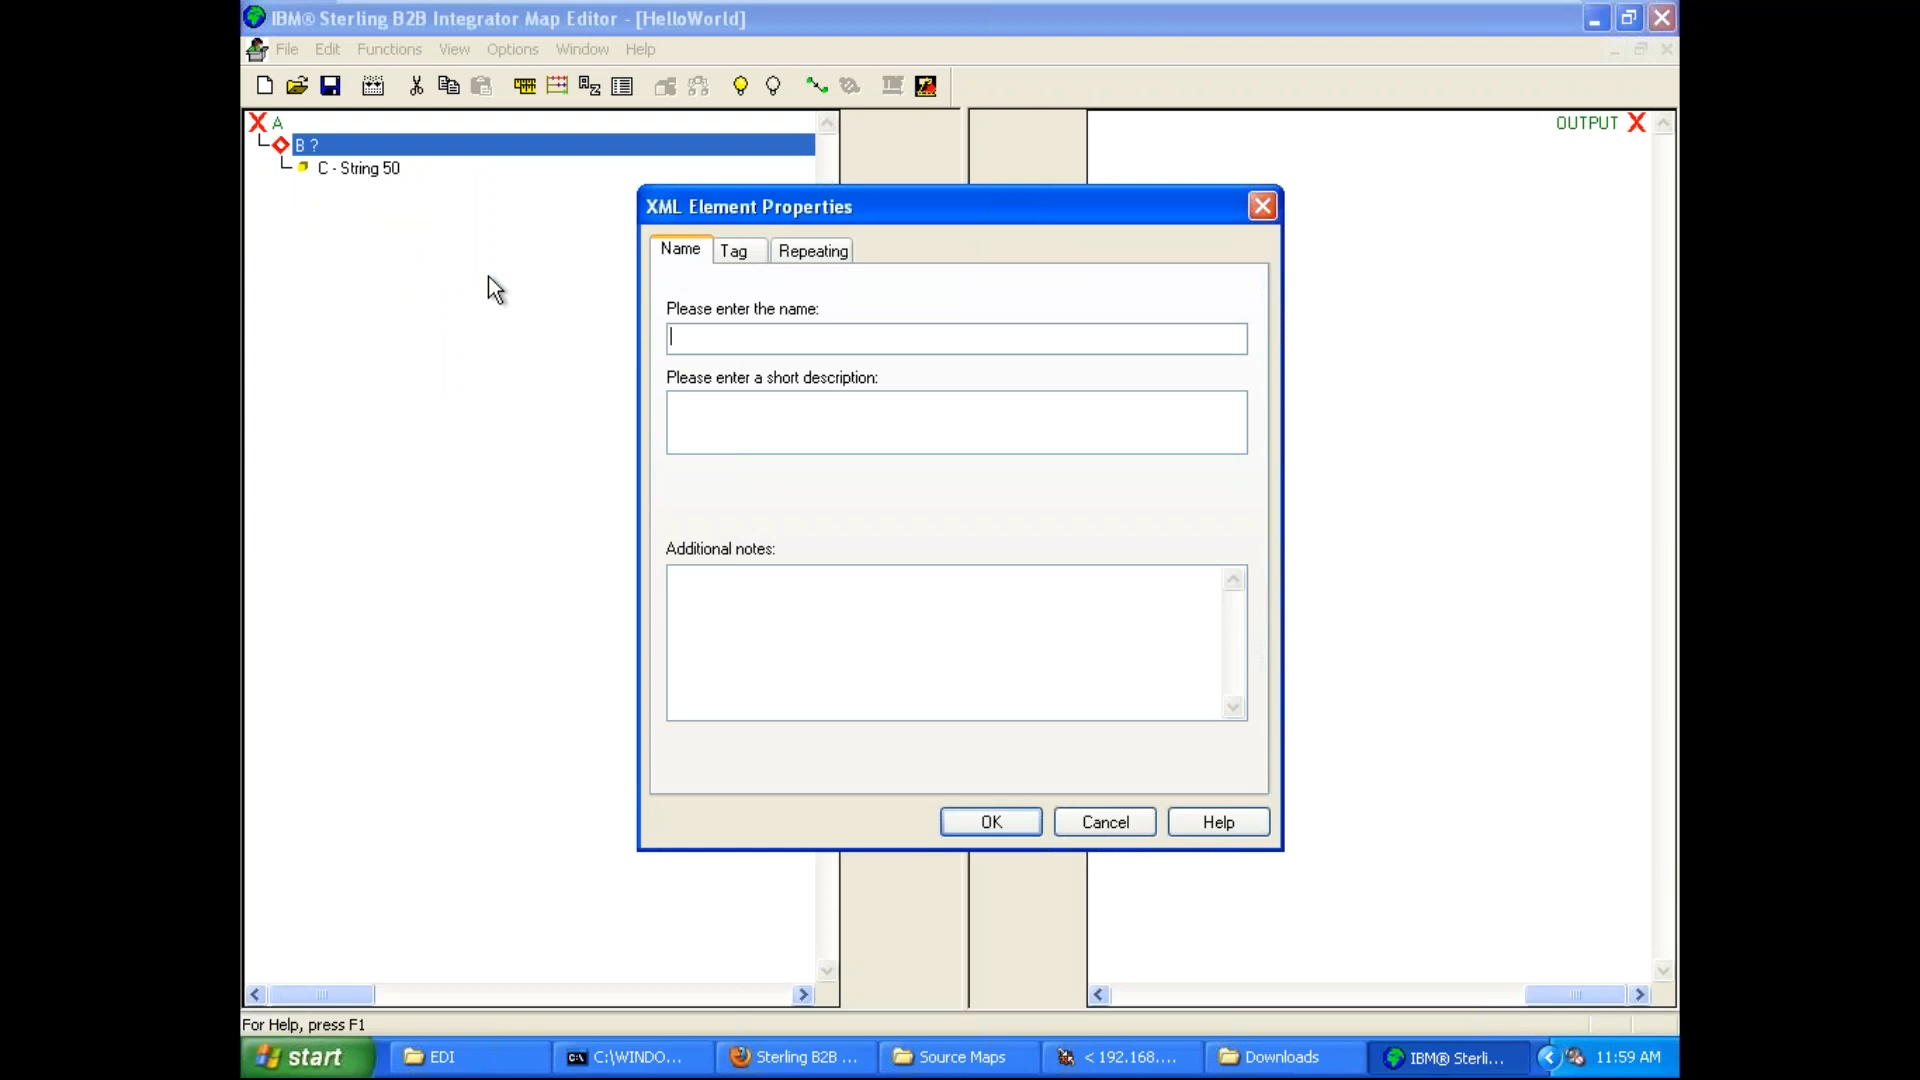 IBM® Sterling B2B Integrator Map Editor - [HelloWorld]
File Edit Functions View Options Window Help
A
B ?
C - String 50
OUTPUT
XML Element Properties
Name Tag Repeating
Please enter the name:
Please enter a short description:
Additional notes:
OK Cancel Help
For Help, press F1
start EDI C:\WINDO... Sterling B2B ... Source Maps < 192.168.... Downloads IBM® Sterli... 11:59 AM